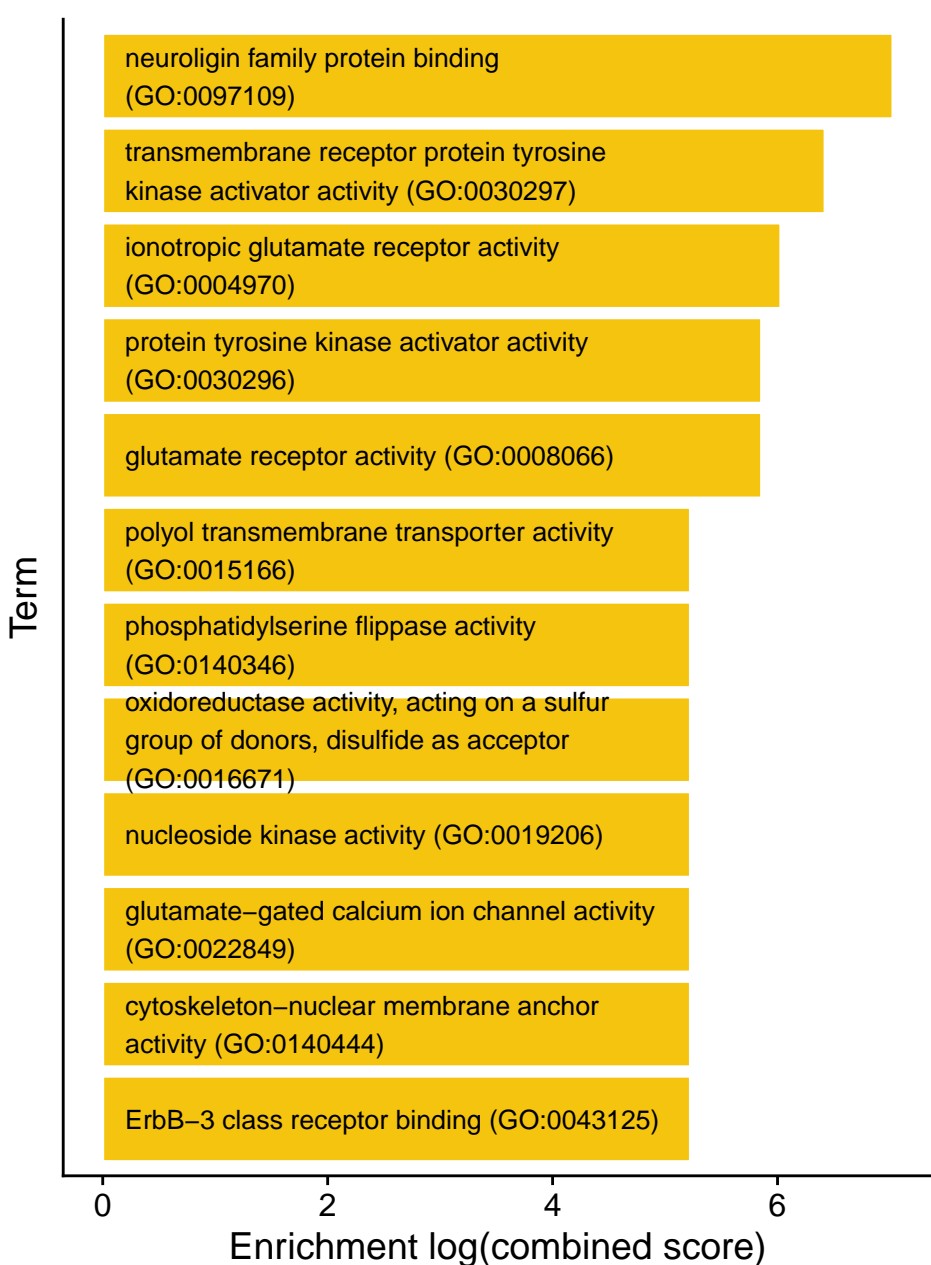 neuroligin family protein binding
(GO:0097109)
transmembrane receptor protein tyrosine
kinase activator activity (GO:0030297)
ionotropic glutamate receptor activity
(GO:0004970)
protein tyrosine kinase activator activity
(GO:0030296)
glutamate receptor activity (GO:0008066)
polyol transmembrane transporter activity
(GO:0015166)
phosphatidylserine flippase activity
(GO:0140346)
oxidoreductase activity, acting on a sulfur
group of donors, disulfide as acceptor
(GO:0016671)
nucleoside kinase activity (GO:0019206)
glutamate−gated calcium ion channel activity
(GO:0022849)
cytoskeleton−nuclear membrane anchor
activity (GO:0140444)
ErbB−3 class receptor binding (GO:0043125)
Term
0 2 4 6
Enrichment log(combined score)